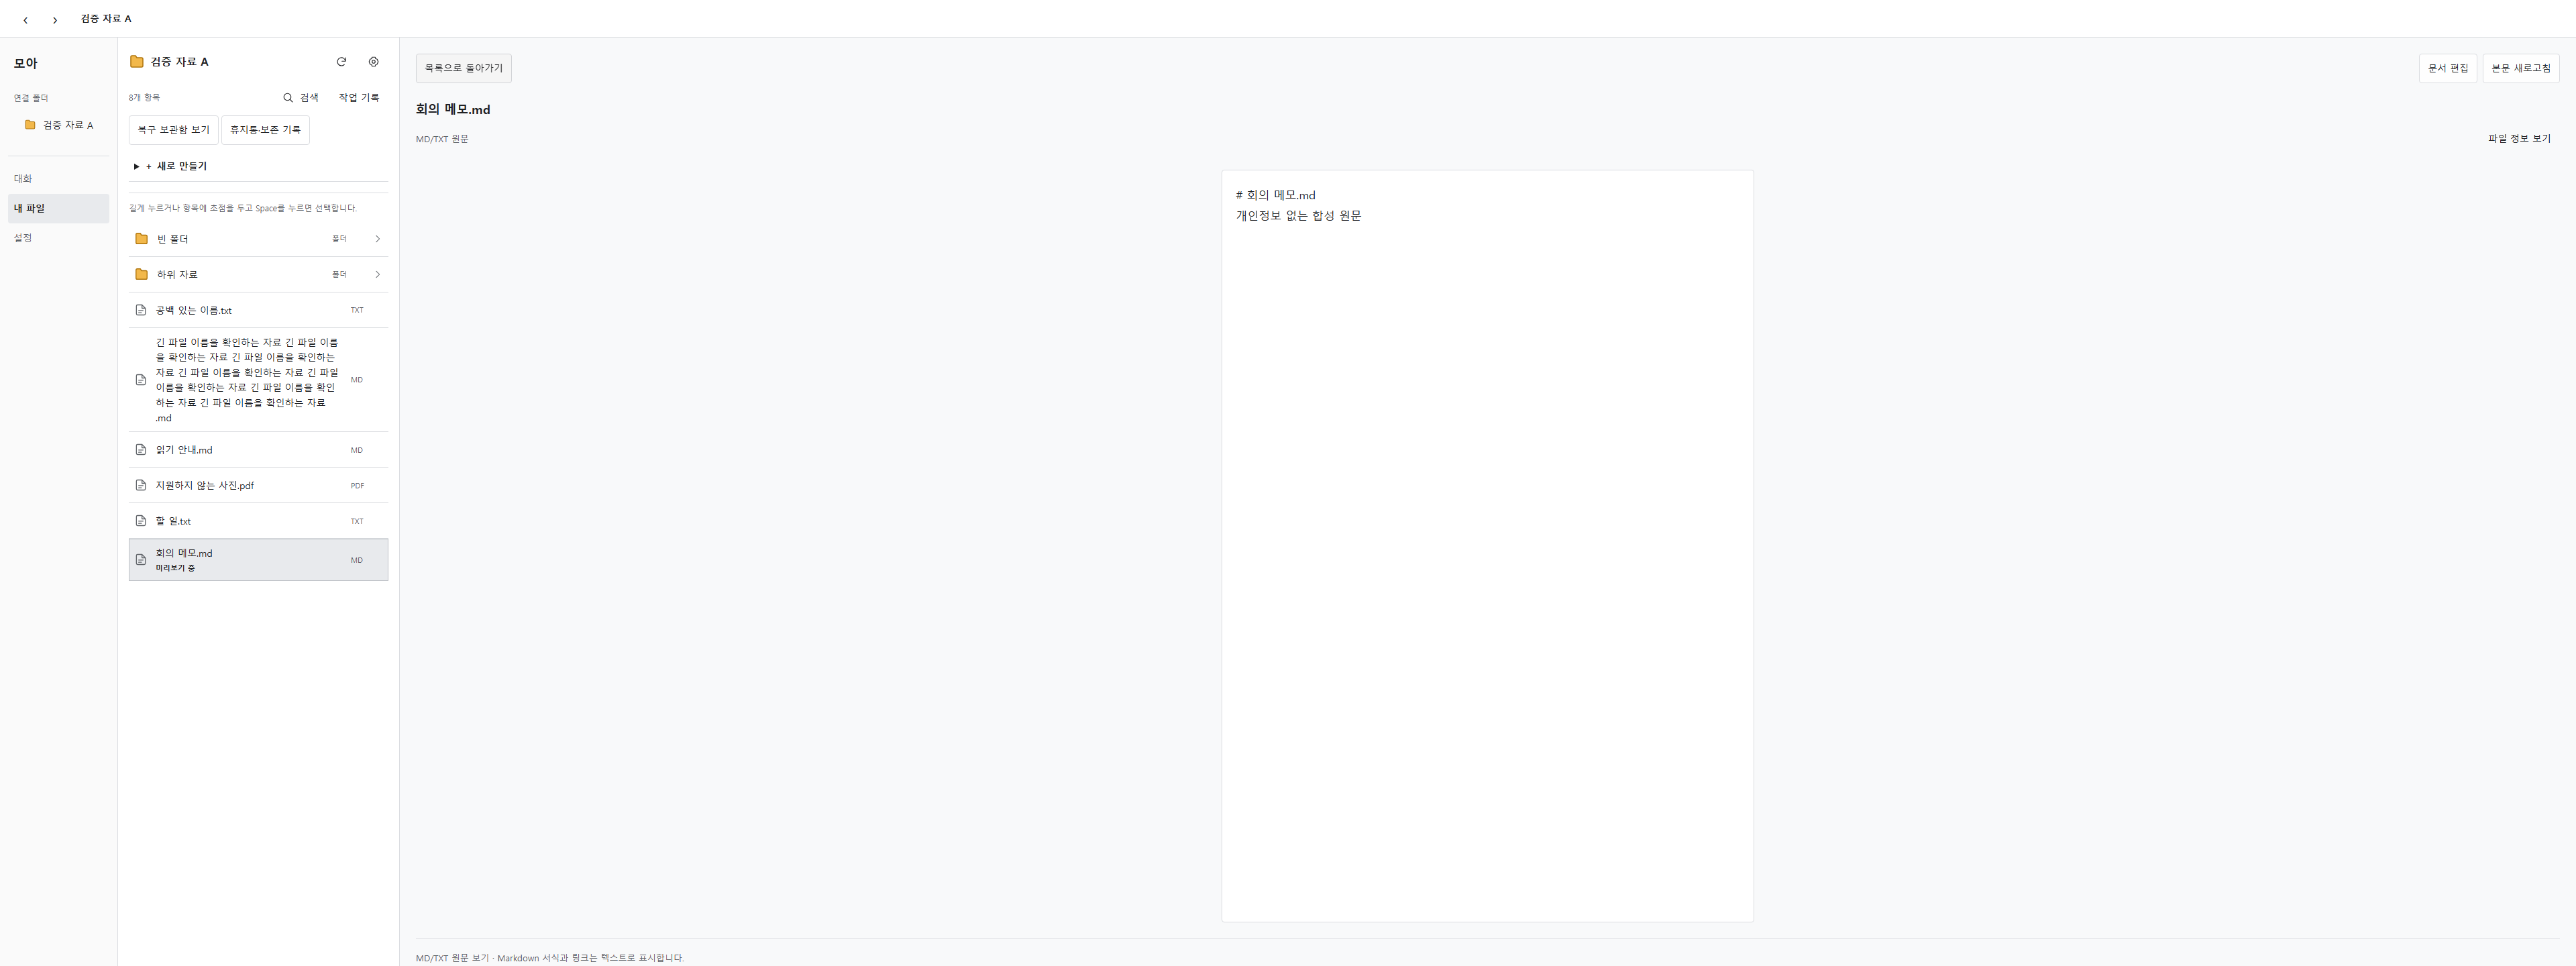 검증 자료 A
모아
연결 폴더
검증 자료 A
대화
내 파일
설정
검증 자료 A
8개 항목
검색
작업 기록
복구 보관함 보기
휴지통·보존 기록
+ 새로 만들기
길게 누르거나 항목에 초점을 두고 Space를 누르면 선택합니다.
빈 폴더
폴더
하위 자료
폴더
공백 있는 이름.txt
TXT
긴 파일 이름을 확인하는 자료 긴 파일 이름
을 확인하는 자료 긴 파일 이름을 확인하는
자료 긴 파일 이름을 확인하는 자료 긴 파일
이름을 확인하는 자료 긴 파일 이름을 확인
하는 자료 긴 파일 이름을 확인하는 자료
.md
MD
읽기 안내.md
MD
지원하지 않는 사진.pdf
PDF
할 일.txt
TXT
회의 메모.md
미리보기 중
MD
목록으로 돌아가기
문서 편집
본문 새로고침
회의 메모.md
MD/TXT 원문
파일 정보 보기
# 회의 메모.md
개인정보 없는 합성 원문
MD/TXT 원문 보기 · Markdown 서식과 링크는 텍스트로 표시합니다.